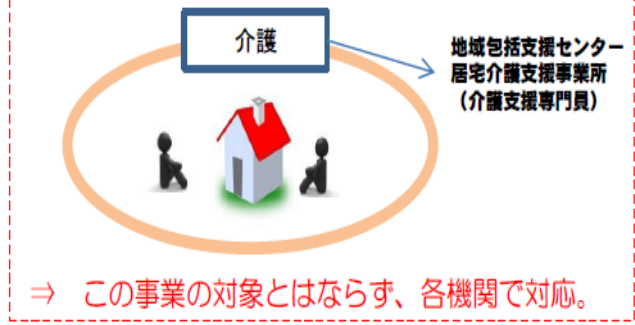 介護
地域包括支援センター
居宅介護支援事業所
（介護支援専門員）
⇒ この事業の対象とはならず、各機関で対応。